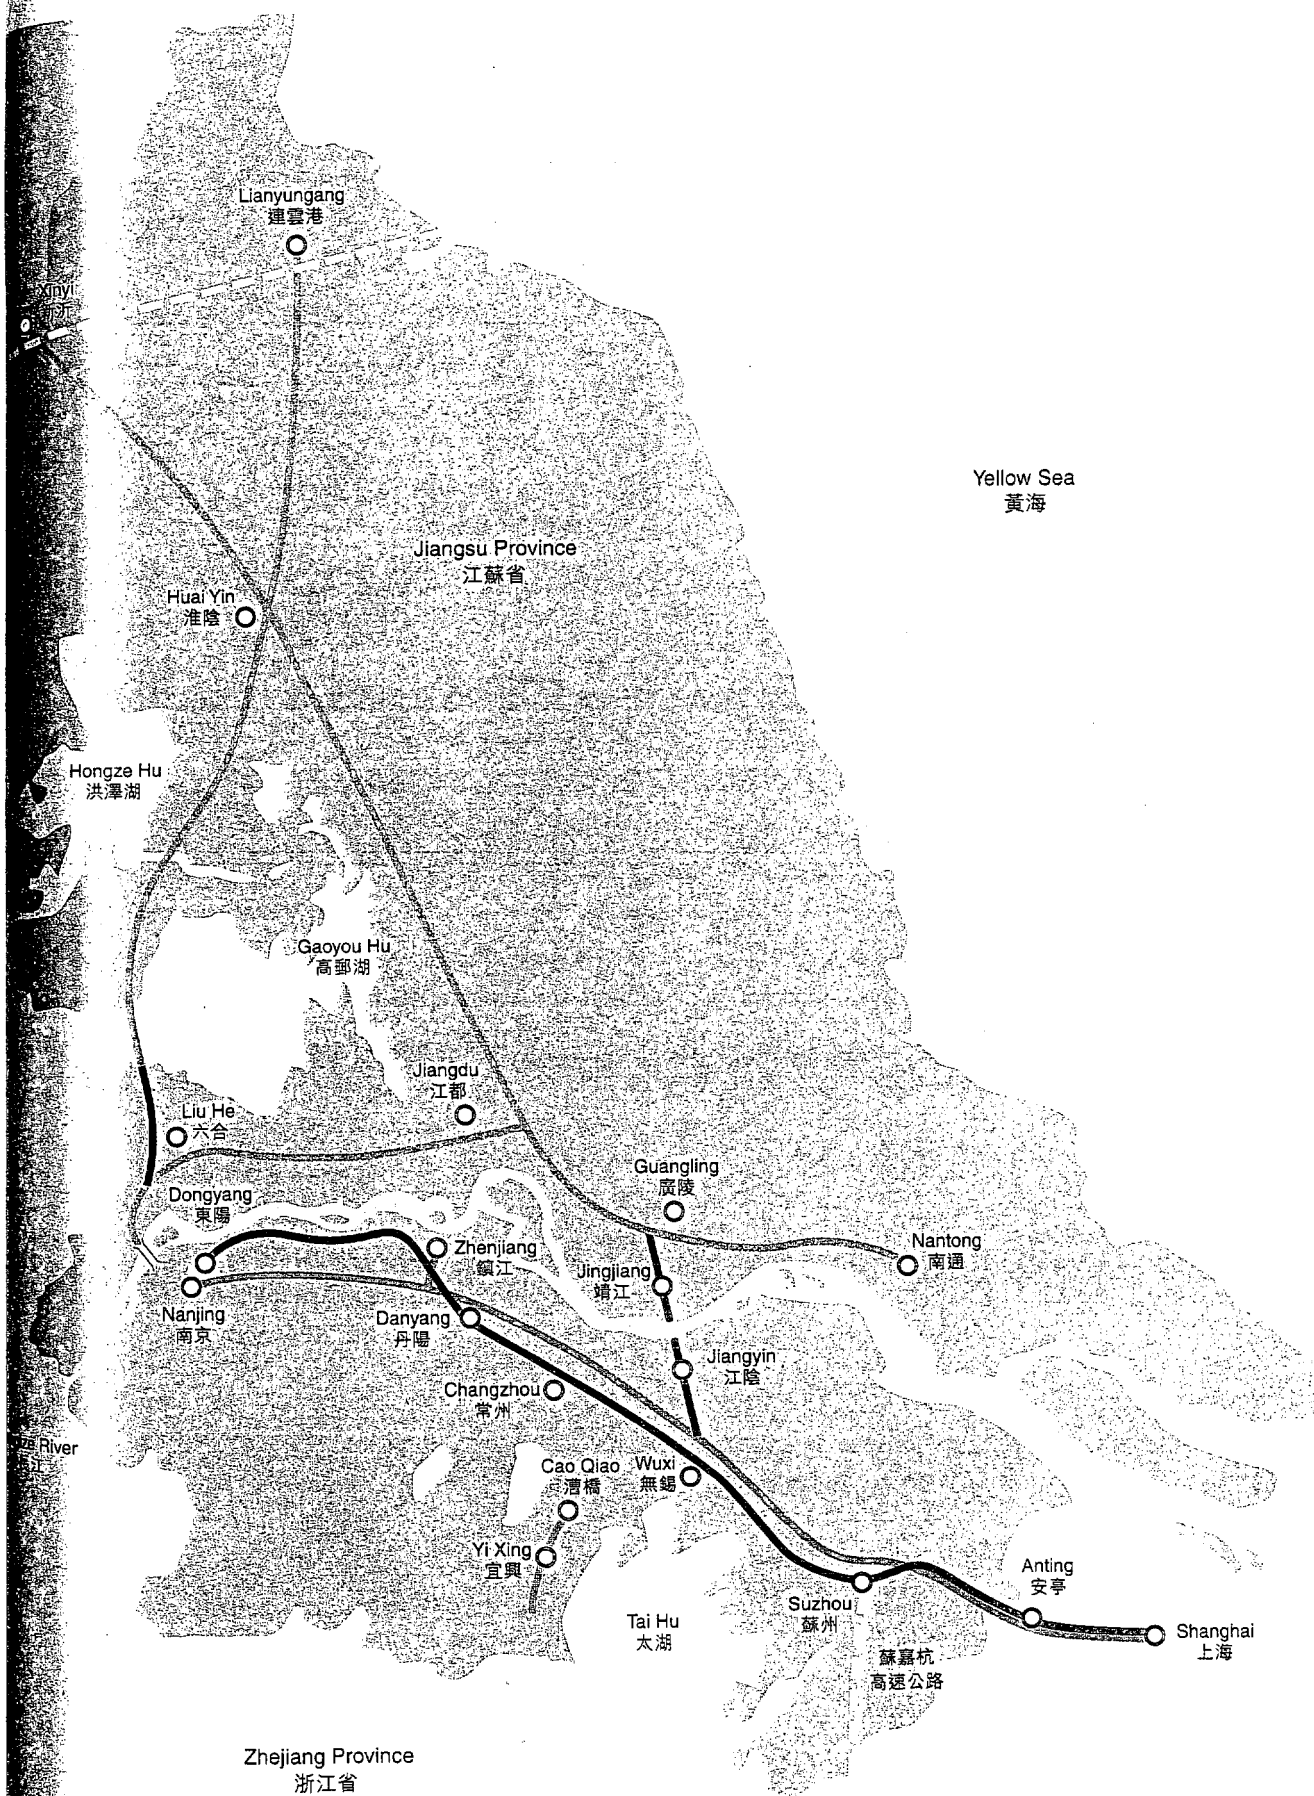 Lianyungang
連雲港
Xinyi
新沂
Yellow Sea
黃海
Jiangsu Province
江蘇省
Huai Yin
淮陰
Hongze Hu
洪澤湖
Gaoyou Hu
高郵湖
Jiangdu
江都
Liu He
六合
Guangling
廣陵
Dongyang
東陽
Zhenjiang
鎮江
Nantong
南通
Jingjiang
靖江
Nanjing
南京
Danyang
丹陽
Jiangyin
江陰
Changzhou
常州
River
Cao Qiao
漕橋
Wuxi
無錫
Yi Xing
宜興
Anting
安亭
Suzhou
蘇州
Tai Hu
太湖
Shanghai
上海
蘇嘉杭
高速公路
Zhejiang Province
浙江省